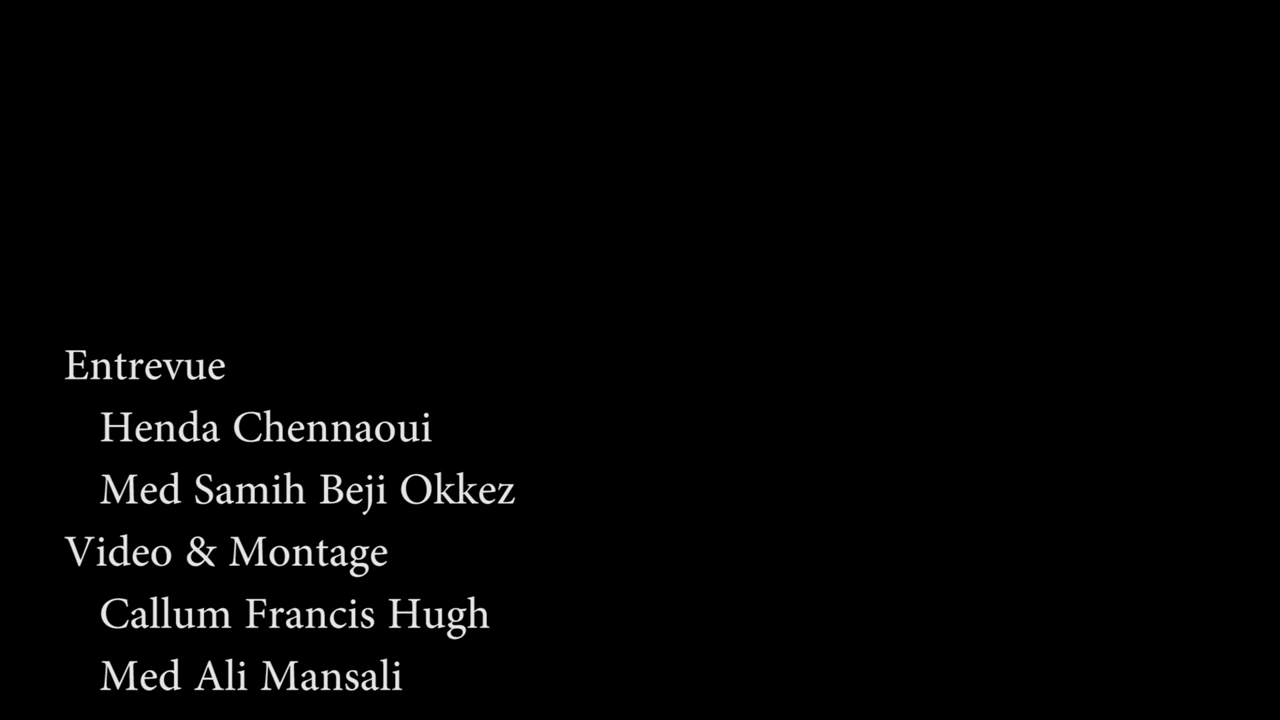 Entrevue
Henda Chennaoui
Med Samih Beji Okkez
Video & Montage
Callum Francis Hugh
Med Ali Mansali